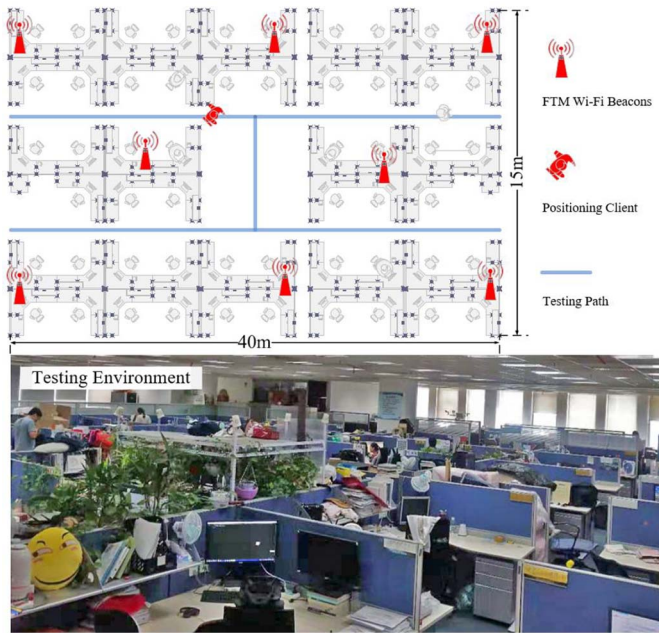 FTM Wi-Fi Beacons
15m
Positioning Client
Testing Path
40m
Testing Environment